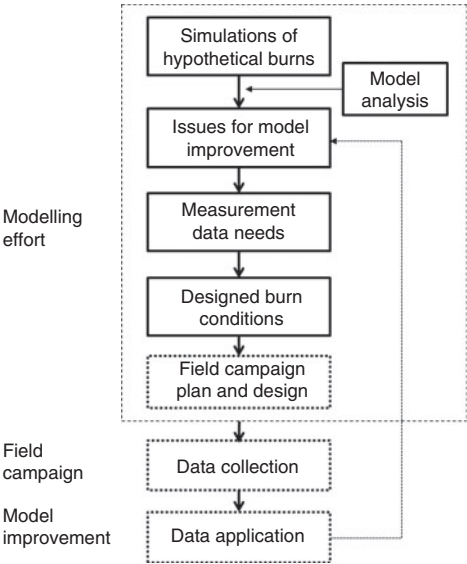 Simulations of
hypothetical burns
Model
analysis
Issues for model
improvement
Modelling
effort
Measurement
data needs
Designed burn
conditions
Field campaign
plan and design
Field
campaign
Data collection
Model
improvement
Data application